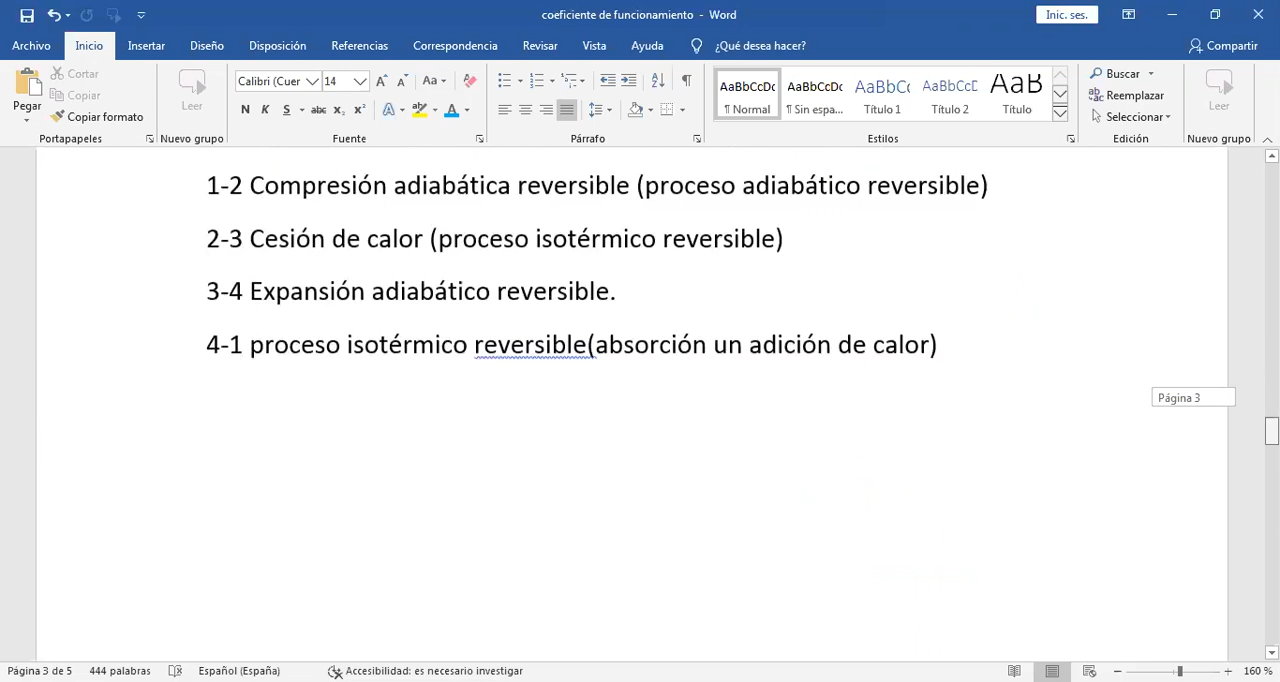 coeficiente de funcionamiento - Word
Inic. ses.
Archivo Inicio Insertar Diseño Disposición Referencias Correspondencia Revisar Vista Ayuda ¿Qué desea hacer? Compartir
Pegar
Cortar
Copiar
Copiar formato
Portapapeles
Leer
Nuevo grupo
Calibri (Cuer 14
Aa
N K S abc x₂ x² A A
Fuente
Párrafo
AaBbCcDc AaBbCcDc AaBbCc AaBbCcD AaB
¶ Normal ¶ Sin espa... Título 1 Título 2 Título
Estilos
Buscar
Reemplazar
Seleccionar
Edición
Leer
Nuevo grupo
1-2 Compresión adiabática reversible (proceso adiabático reversible)
2-3 Cesión de calor (proceso isotérmico reversible)
3-4 Expansión adiabático reversible.
4-1 proceso isotérmico reversible(absorción un adición de calor)
Página 3
Página 3 de 5 444 palabras Español (España) Accesibilidad: es necesario investigar 160 %